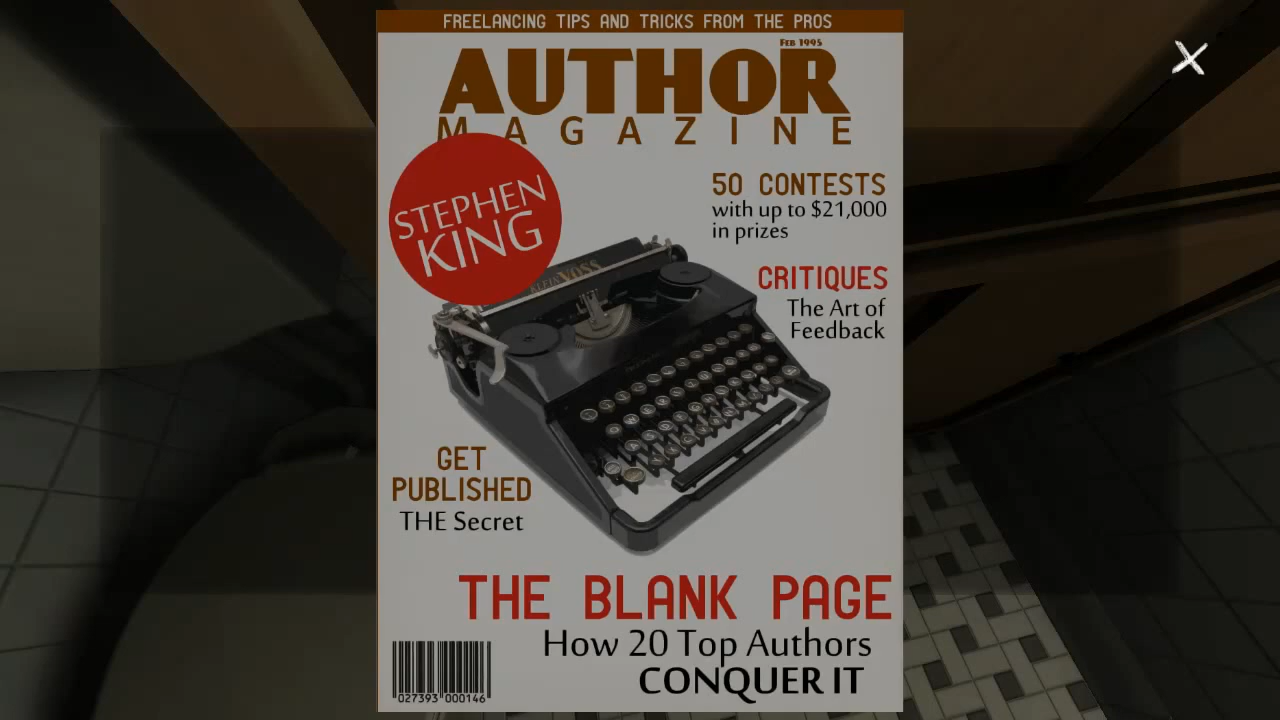 FREELANCING TIPS AND TRICKS FROM THE PROS
FEB 1995
AUTHOR
MAGAZINE
STEPHEN
KING
50 CONTESTS
with up to $21,000
in prizes
KLEIN VOSS
CRITIQUES
The Art of
Feedback
GET
PUBLISHED
THE Secret
THE BLANK PAGE
How 20 Top Authors
CONQUER IT
027393 000146